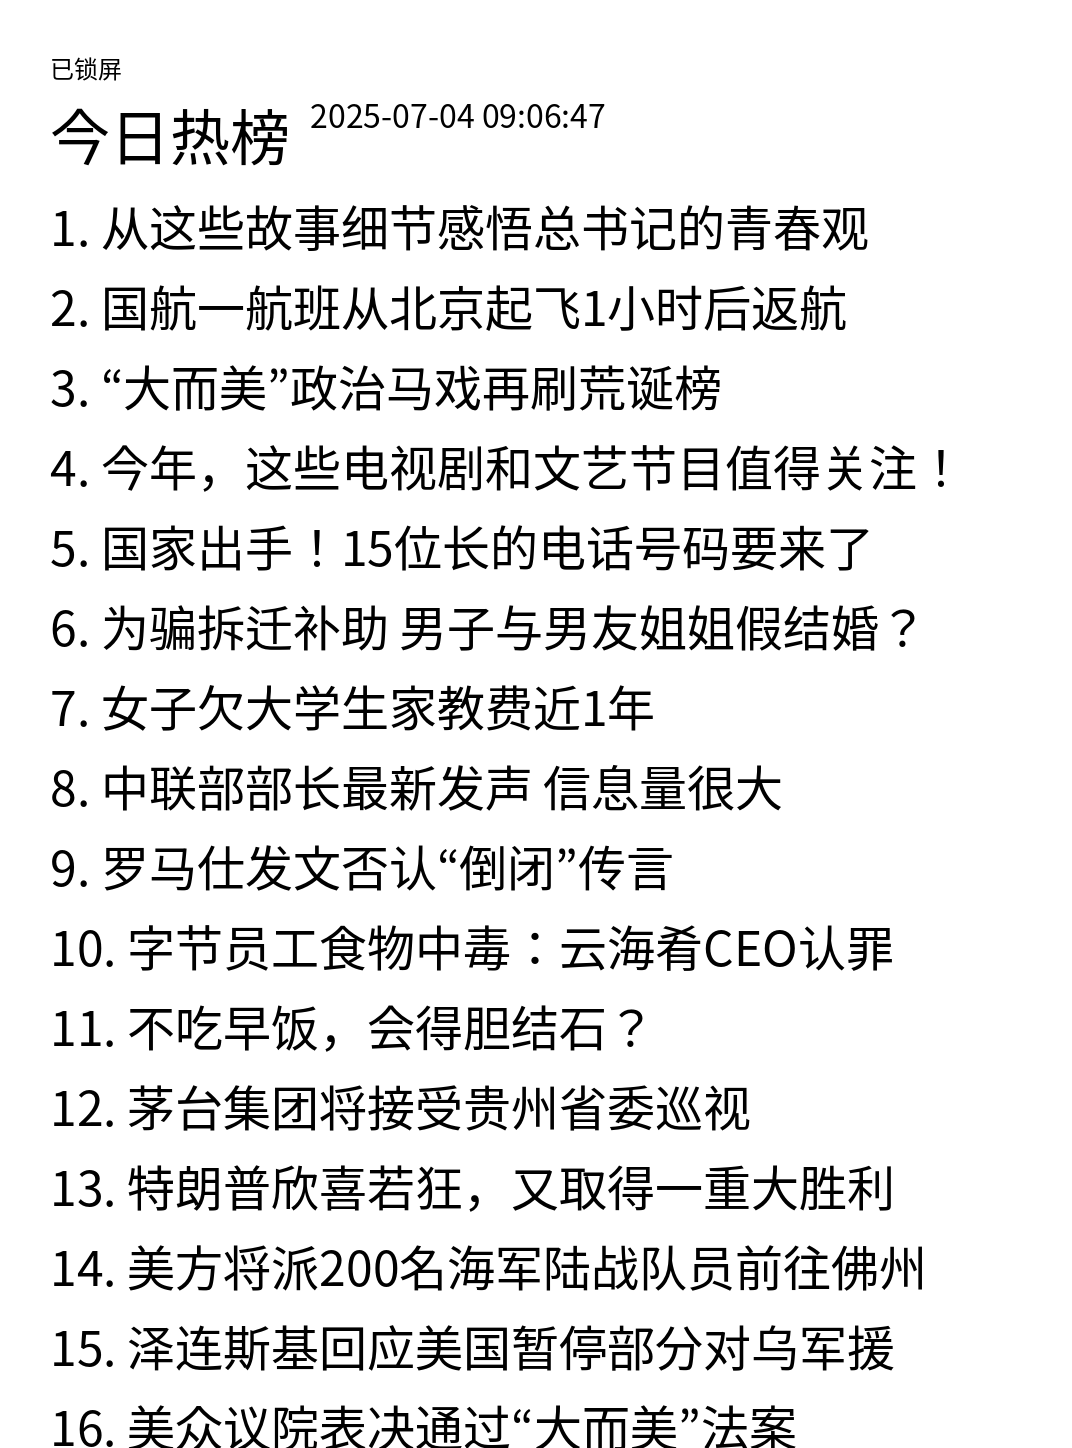 已锁屏
今日热榜 2025-07-04 09:06:47
1. 从这些故事细节感悟总书记的青春观
2. 国航一航班从北京起飞1小时后返航
3. “大而美”政治马戏再刷荒诞榜
4. 今年，这些电视剧和文艺节目值得关注！
5. 国家出手！15位长的电话号码要来了
6. 为骗拆迁补助 男子与男友姐姐假结婚？
7. 女子欠大学生家教费近1年
8. 中联部部长最新发声 信息量很大
9. 罗马仕发文否认“倒闭”传言
10. 字节员工食物中毒：云海肴CEO认罪
11. 不吃早饭，会得胆结石？
12. 茅台集团将接受贵州省委巡视
13. 特朗普欣喜若狂，又取得一重大胜利
14. 美方将派200名海军陆战队员前往佛州
15. 泽连斯基回应美国暂停部分对乌军援
16. 美众议院表决通过“大而美”法案